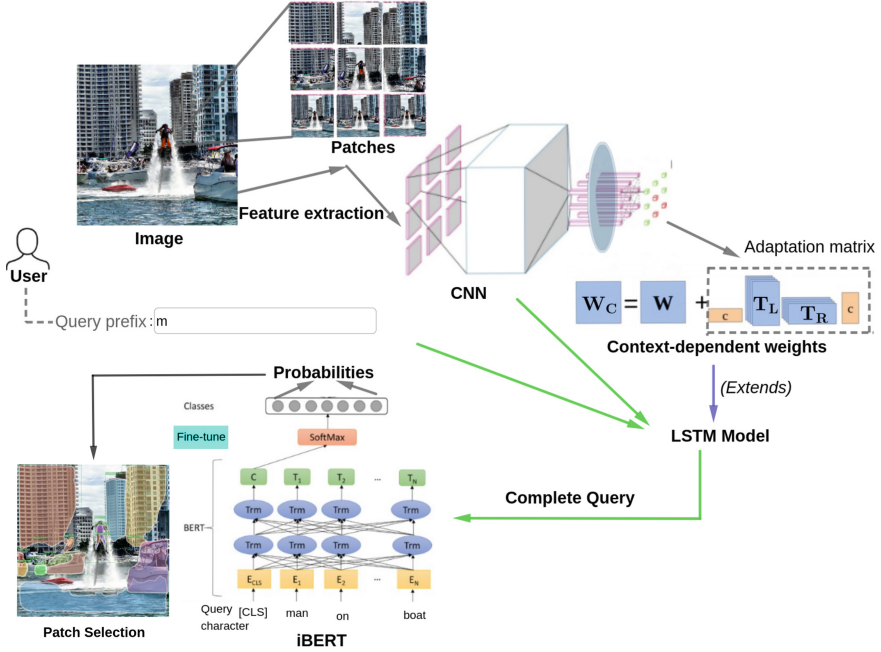 Patches
Image
Feature extraction
CNN
Adaptation matrix
W_C = W + c T_L T_R c
Context-dependent weights
User
Query prefix: m
(Extends)
LSTM Model
Complete Query
Probabilities
Classes
Fine-tune
SoftMax
C T_1 T_2 ... T_N
BERT
Trm Trm Trm Trm
Trm Trm Trm Trm
E_CLS E_1 E_2 ... E_N
Query character [CLS] man on boat
iBERT
Patch Selection